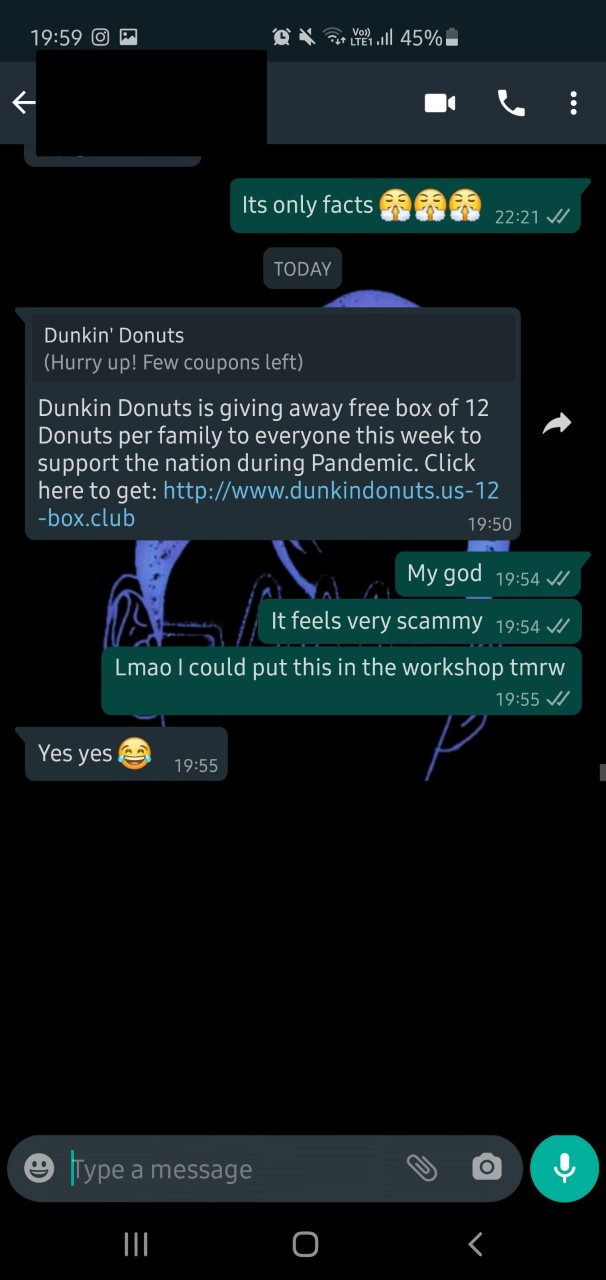 19:59 45%
Vo))
LTE1
Its only facts 😤😤😤 22:21
TODAY
Dunkin' Donuts
(Hurry up! Few coupons left)
Dunkin Donuts is giving away free box of 12
Donuts per family to everyone this week to
support the nation during Pandemic. Click
here to get: http://www.dunkindonuts.us-12
-box.club
19:50
My god 19:54
It feels very scammy 19:54
Lmao I could put this in the workshop tmrw
19:55
Yes yes 😂 19:55
Type a message